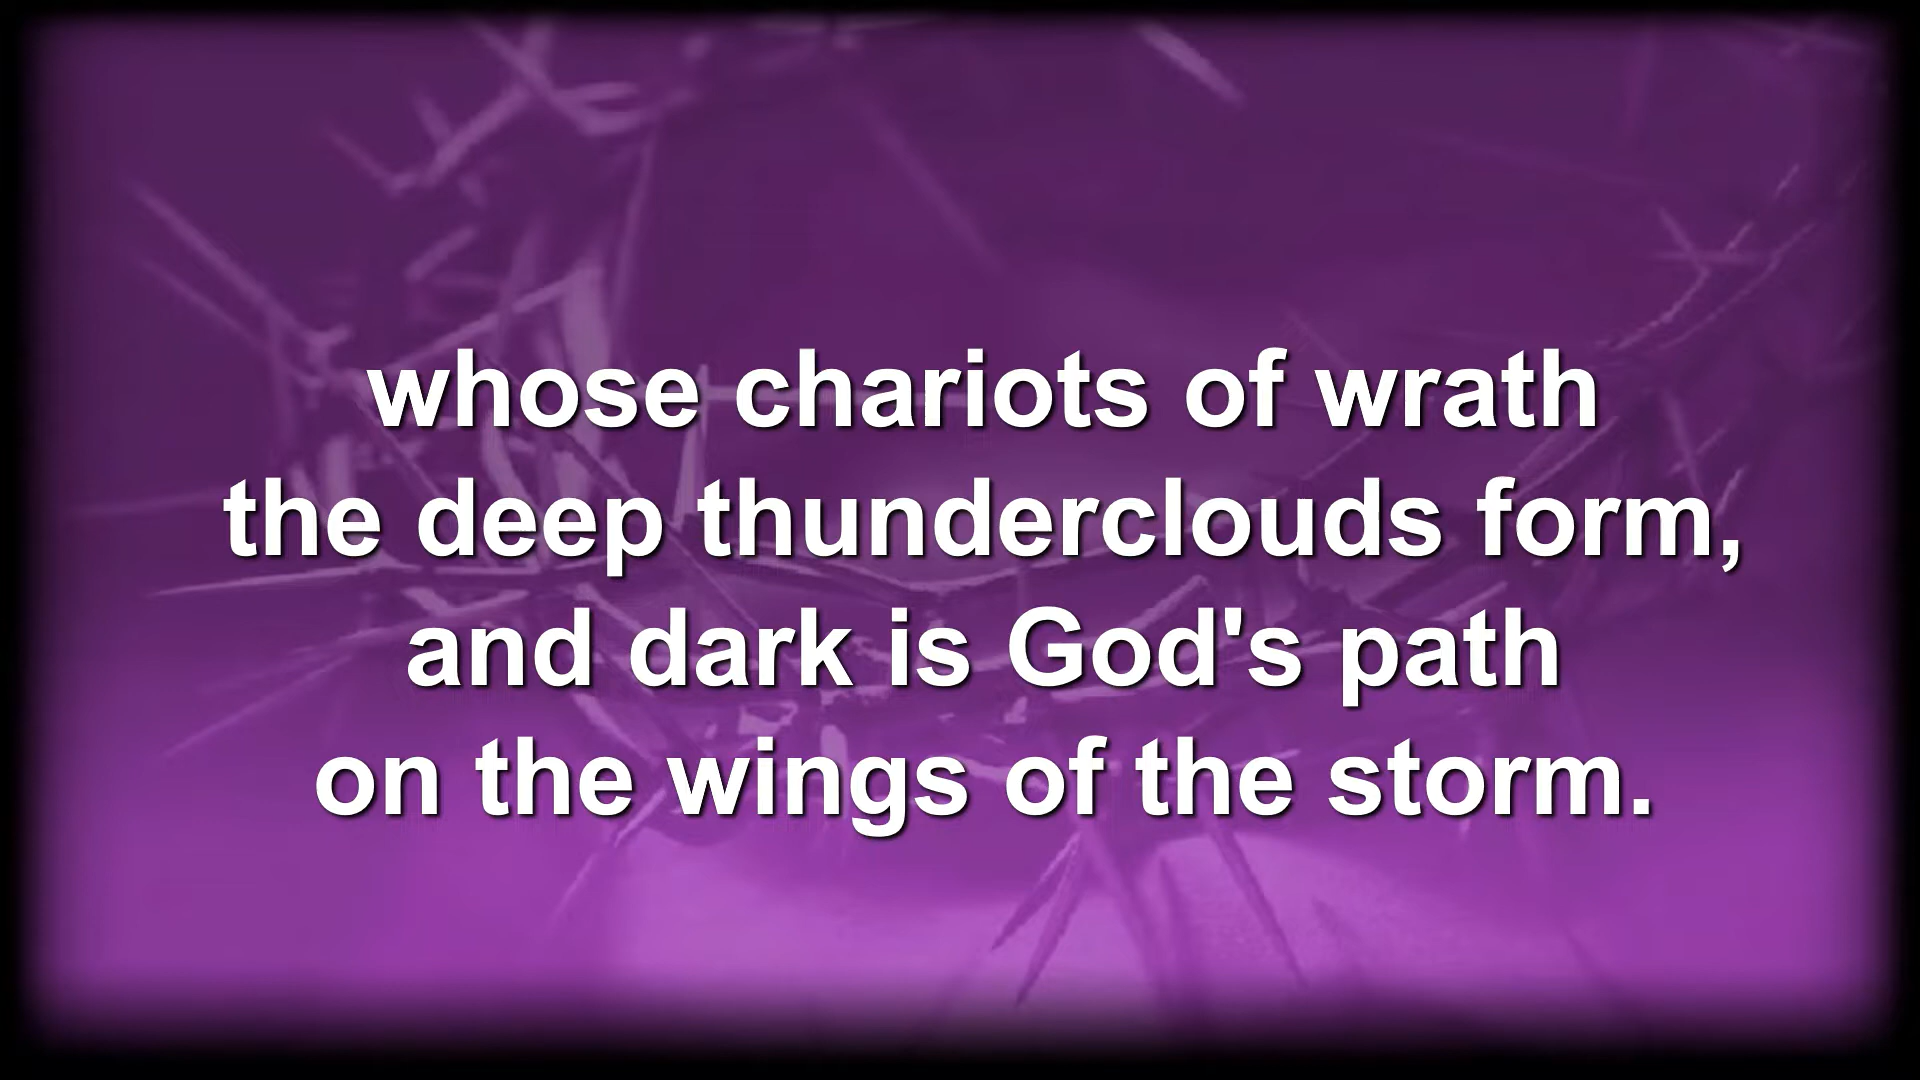 whose chariots of wrath
the deep thunderclouds form,
and dark is God's path
on the wings of the storm.